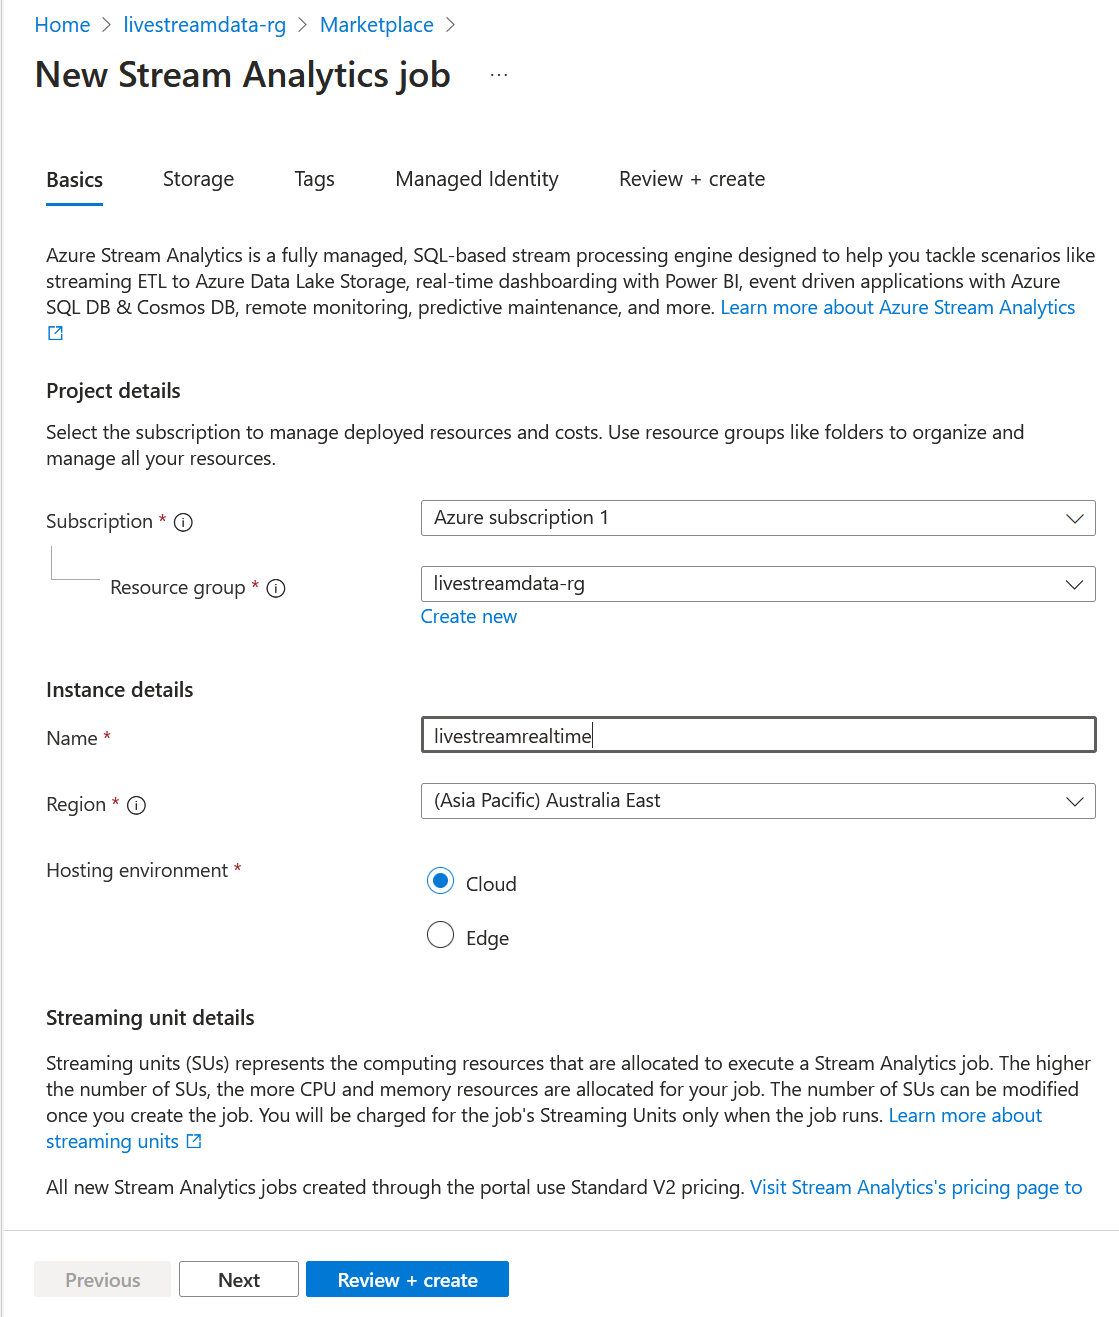 Home > livestreamdata-rg > Marketplace >
New Stream Analytics job ...
Basics Storage Tags Managed Identity Review + create
Azure Stream Analytics is a fully managed, SQL-based stream processing engine designed to help you tackle scenarios like
streaming ETL to Azure Data Lake Storage, real-time dashboarding with Power BI, event driven applications with Azure
SQL DB & Cosmos DB, remote monitoring, predictive maintenance, and more. Learn more about Azure Stream Analytics
Project details
Select the subscription to manage deployed resources and costs. Use resource groups like folders to organize and
manage all your resources.
Subscription * Azure subscription 1
Resource group * livestreamdata-rg
Create new
Instance details
Name * livestreamrealtime
Region * (Asia Pacific) Australia East
Hosting environment * Cloud
Edge
Streaming unit details
Streaming units (SUs) represents the computing resources that are allocated to execute a Stream Analytics job. The higher
the number of SUs, the more CPU and memory resources are allocated for your job. The number of SUs can be modified
once you create the job. You will be charged for the job's Streaming Units only when the job runs. Learn more about
streaming units
All new Stream Analytics jobs created through the portal use Standard V2 pricing. Visit Stream Analytics's pricing page to
Previous Next Review + create